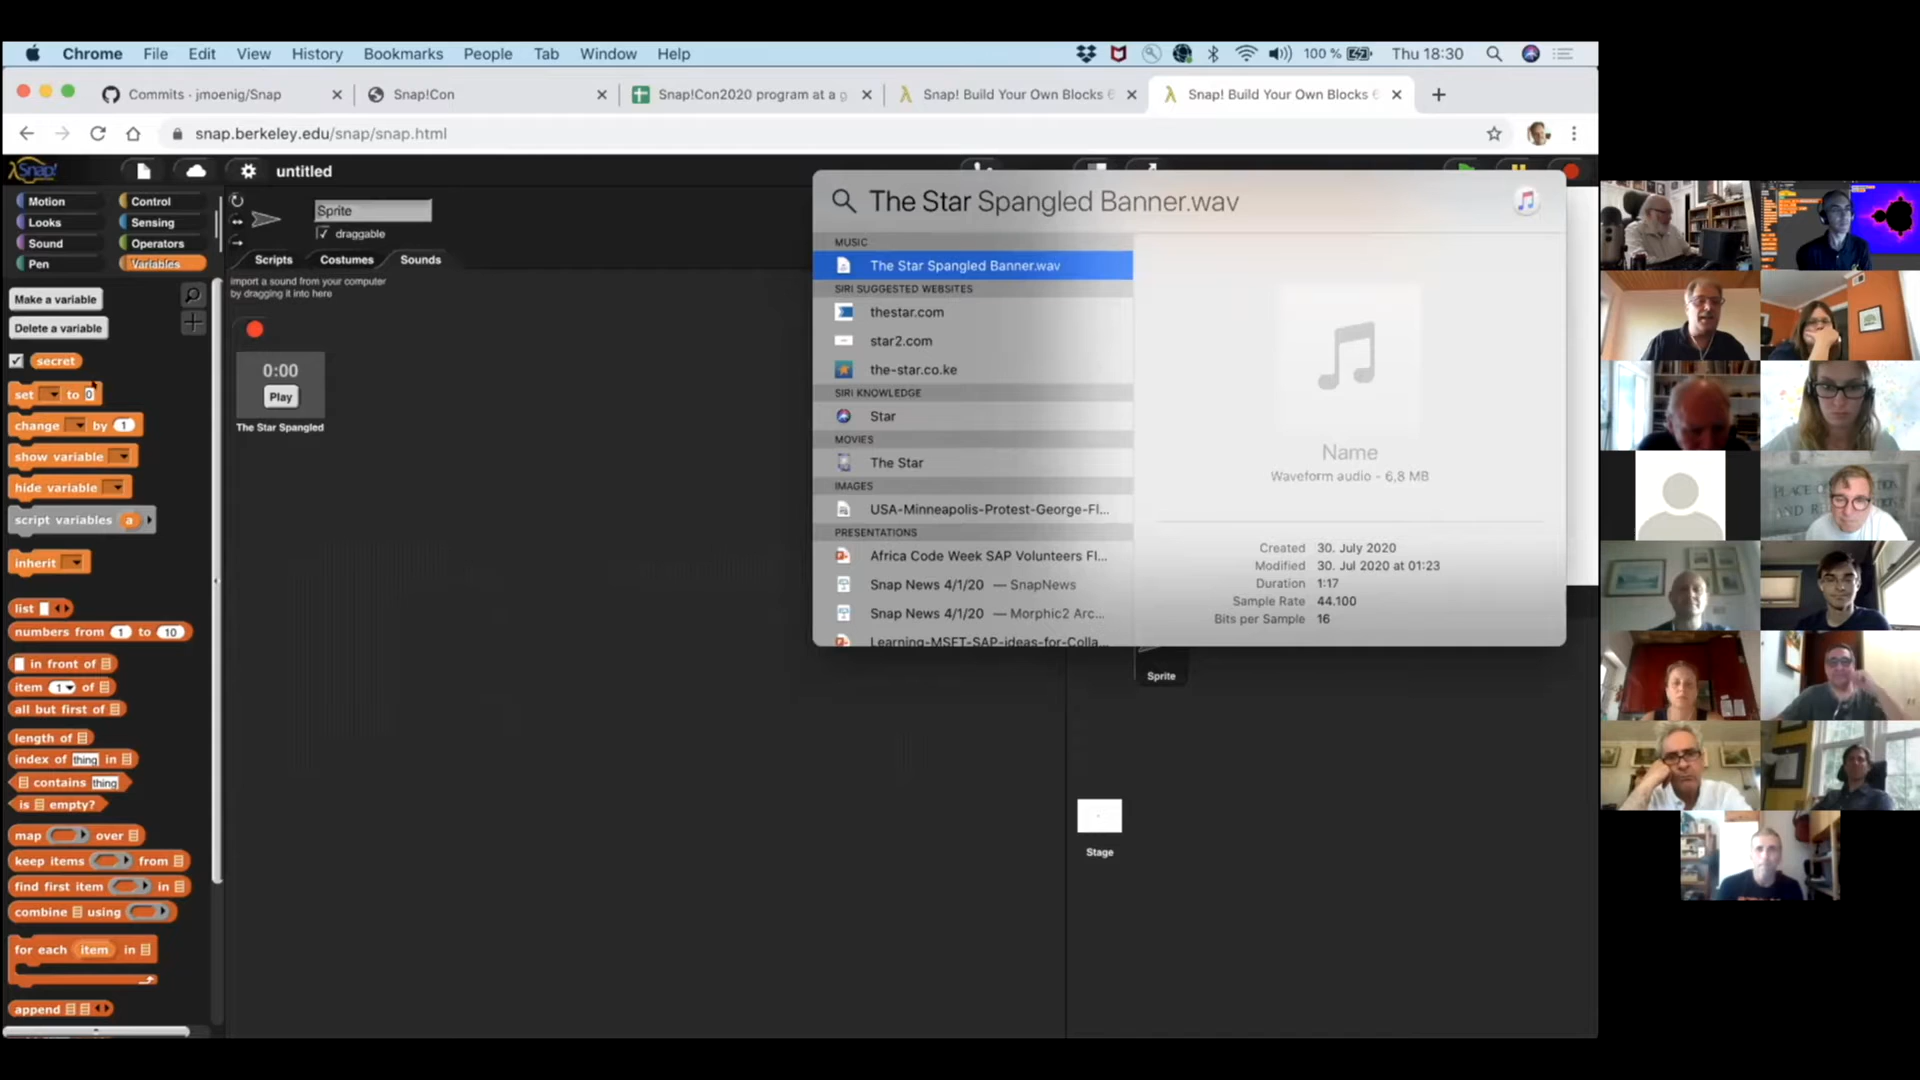 Chrome File Edit View History Bookmarks People Tab Window Help 100 % Thu 18:30
Commits · jmoenig/Snap Snap!Con Snap!Con2020 program at a g Snap! Build Your Own Blocks 6 Snap! Build Your Own Blocks 6
snap.berkeley.edu/snap/snap.html
Snap! untitled
Motion Control
Looks Sensing
Sound Operators
Pen Variables
Sprite
draggable
Scripts Costumes Sounds
import a sound from your computer
by dragging it into here
0:00
Play
The Star Spangled
Make a variable
Delete a variable
secret
set to 0
change by 1
show variable
hide variable
script variables a
inherit
list
numbers from 1 to 10
in front of
item 1 of
all but first of
length of
index of thing in
contains thing
is empty?
map over
keep items from
find first item in
combine using
for each item in
append
The Star Spangled Banner.wav
MUSIC
The Star Spangled Banner.wav
SIRI SUGGESTED WEBSITES
thestar.com
star2.com
the-star.co.ke
SIRI KNOWLEDGE
Star
MOVIES
The Star
IMAGES
USA-Minneapolis-Protest-George-Fl...
PRESENTATIONS
Africa Code Week SAP Volunteers Fl...
Snap News 4/1/20 — SnapNews
Snap News 4/1/20 — Morphic2 Arc...
Learning-MSFT-SAP-ideas-for-Colla...
Name
Waveform audio - 6,8 MB
Created 30. July 2020
Modified 30. Jul 2020 at 01:23
Duration 1:17
Sample Rate 44.100
Bits per Sample 16
Sprite
Stage